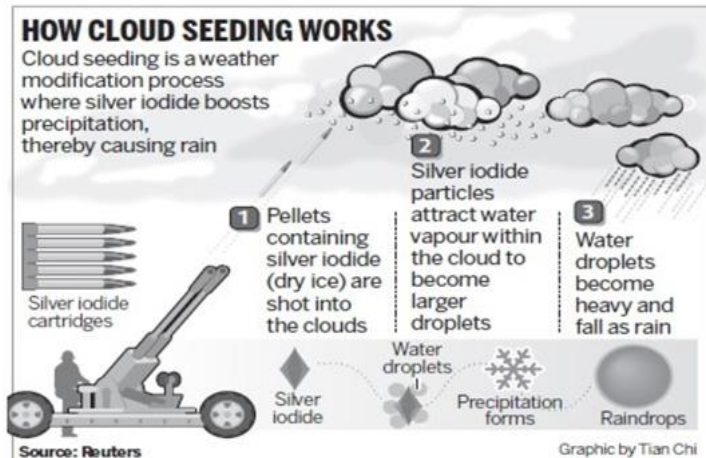 HOW CLOUD SEEDING WORKS
Cloud seeding is a weather
modification process
where silver iodide boosts
precipitation,
thereby causing rain
1 Pellets
containing
silver iodide
(dry ice) are
shot into
the clouds
2
Silver iodide
particles
attract water
vapour within
the cloud to
become
larger
droplets
3
Water
droplets
become
heavy and
fall as rain
Silver iodide
cartridges
Silver
iodide
Water
droplets
Precipitation
forms
Raindrops
Source: Reuters
Graphic by Tian Chi